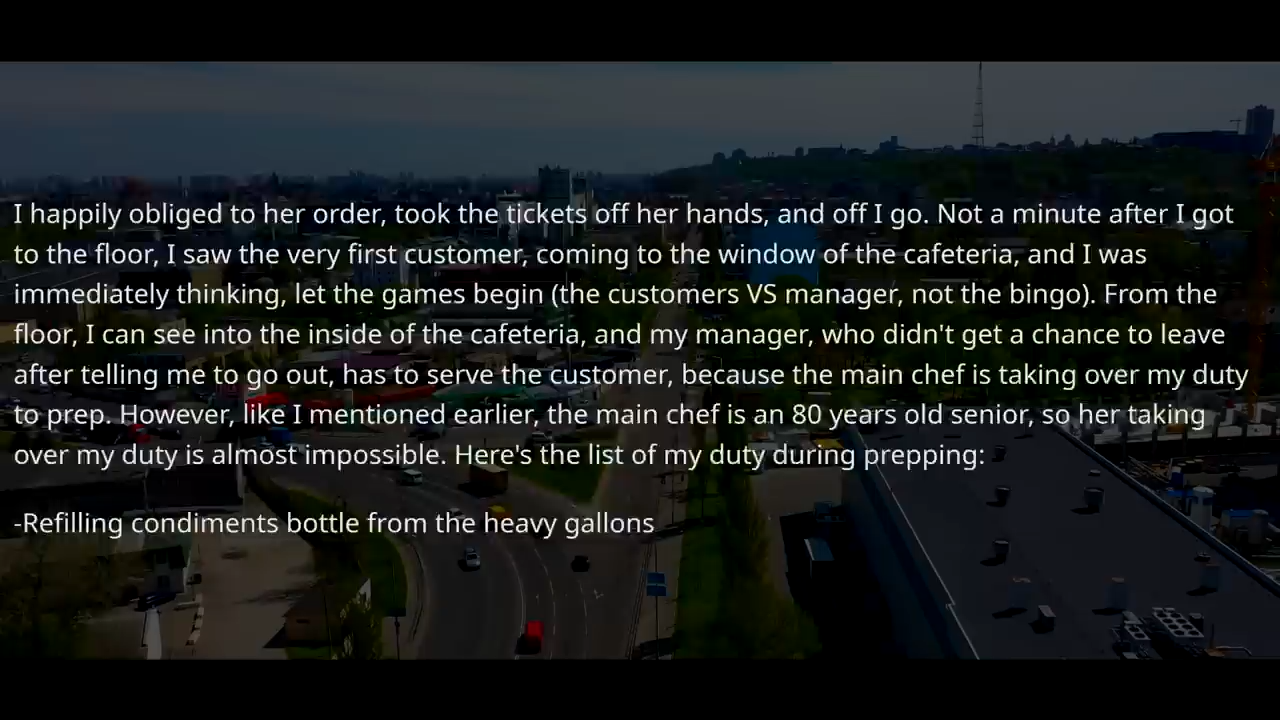 I happily obliged to her order, took the tickets off her hands, and off I go. Not a minute after I got
to the floor, I saw the very first customer, coming to the window of the cafeteria, and I was
immediately thinking, let the games begin (the customers VS manager, not the bingo). From the
floor, I can see into the inside of the cafeteria, and my manager, who didn't get a chance to leave
after telling me to go out, has to serve the customer, because the main chef is taking over my duty
to prep. However, like I mentioned earlier, the main chef is an 80 years old senior, so her taking
over my duty is almost impossible. Here's the list of my duty during prepping:
-Refilling condiments bottle from the heavy gallons